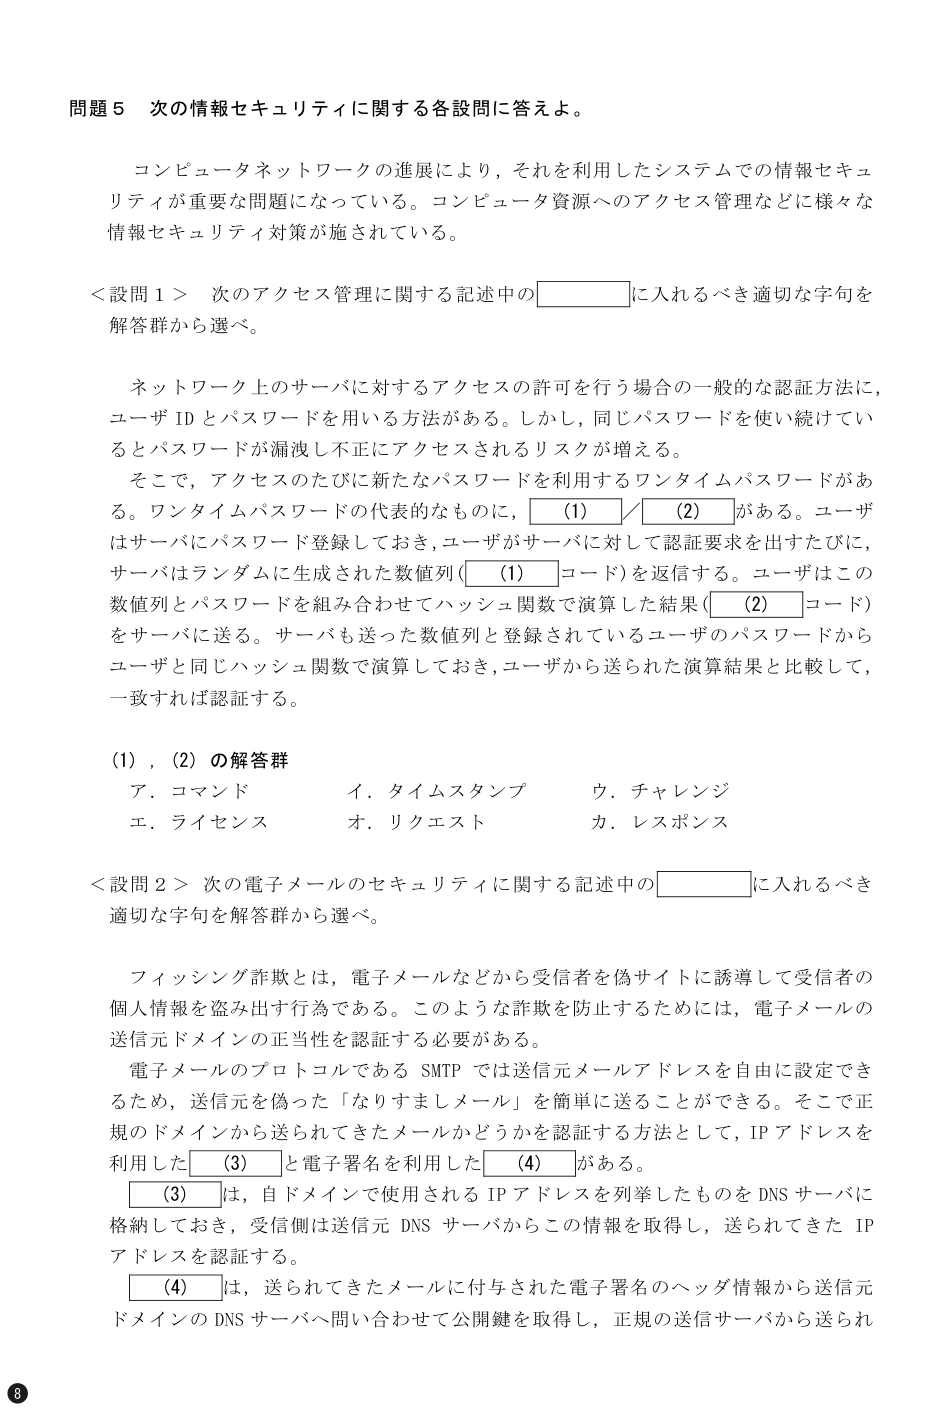 問題５　次の情報セキュリティに関する各設問に答えよ。
コンピュータネットワークの進展により，それを利用したシステムでの情報セキュ
リティが重要な問題になっている。コンピュータ資源へのアクセス管理などに様々な
情報セキュリティ対策が施されている。
＜設問１＞　次のアクセス管理に関する記述中の　　　　に入れるべき適切な字句を
解答群から選べ。
ネットワーク上のサーバに対するアクセスの許可を行う場合の一般的な認証方法に，
ユーザ ID とパスワードを用いる方法がある。しかし，同じパスワードを使い続けてい
るとパスワードが漏洩し不正にアクセスされるリスクが増える。
そこで，アクセスのたびに新たなパスワードを利用するワンタイムパスワードがあ
る。ワンタイムパスワードの代表的なものに，　(1)　／　(2)　がある。ユーザ
はサーバにパスワード登録しておき，ユーザがサーバに対して認証要求を出すたびに，
サーバはランダムに生成された数値列(　(1)　コード)を返信する。ユーザはこの
数値列とパスワードを組み合わせてハッシュ関数で演算した結果(　(2)　コード)
をサーバに送る。サーバも送った数値列と登録されているユーザのパスワードから
ユーザと同じハッシュ関数で演算しておき，ユーザから送られた演算結果と比較して，
一致すれば認証する。
(1)，(2) の解答群
ア．コマンド　　　　イ．タイムスタンプ　　　　ウ．チャレンジ
エ．ライセンス　　　　オ．リクエスト　　　　カ．レスポンス
＜設問２＞ 次の電子メールのセキュリティに関する記述中の　　　　に入れるべき
適切な字句を解答群から選べ。
フィッシング詐欺とは，電子メールなどから受信者を偽サイトに誘導して受信者の
個人情報を盗み出す行為である。このような詐欺を防止するためには，電子メールの
送信元ドメインの正当性を認証する必要がある。
電子メールのプロトコルである SMTP では送信元メールアドレスを自由に設定でき
るため，送信元を偽った「なりすましメール」を簡単に送ることができる。そこで正
規のドメインから送られてきたメールかどうかを認証する方法として，IP アドレスを
利用した　(3)　と電子署名を利用した　(4)　がある。
(3)　は，自ドメインで使用される IP アドレスを列挙したものを DNS サーバに
格納しておき，受信側は送信元 DNS サーバからこの情報を取得し，送られてきた IP
アドレスを認証する。
(4)　は，送られてきたメールに付与された電子署名のヘッダ情報から送信元
ドメインの DNS サーバへ問い合わせて公開鍵を取得し，正規の送信サーバから送られ
8